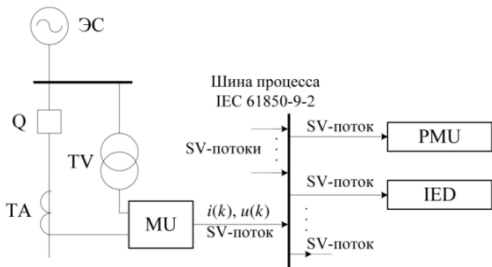 ЭС
Шина процесса
IEC 61850-9-2
Q
SV-поток
PMU
TV
SV-потоки
SV-поток
IED
TA
MU
i(k), u(k)
SV-поток
SV-поток